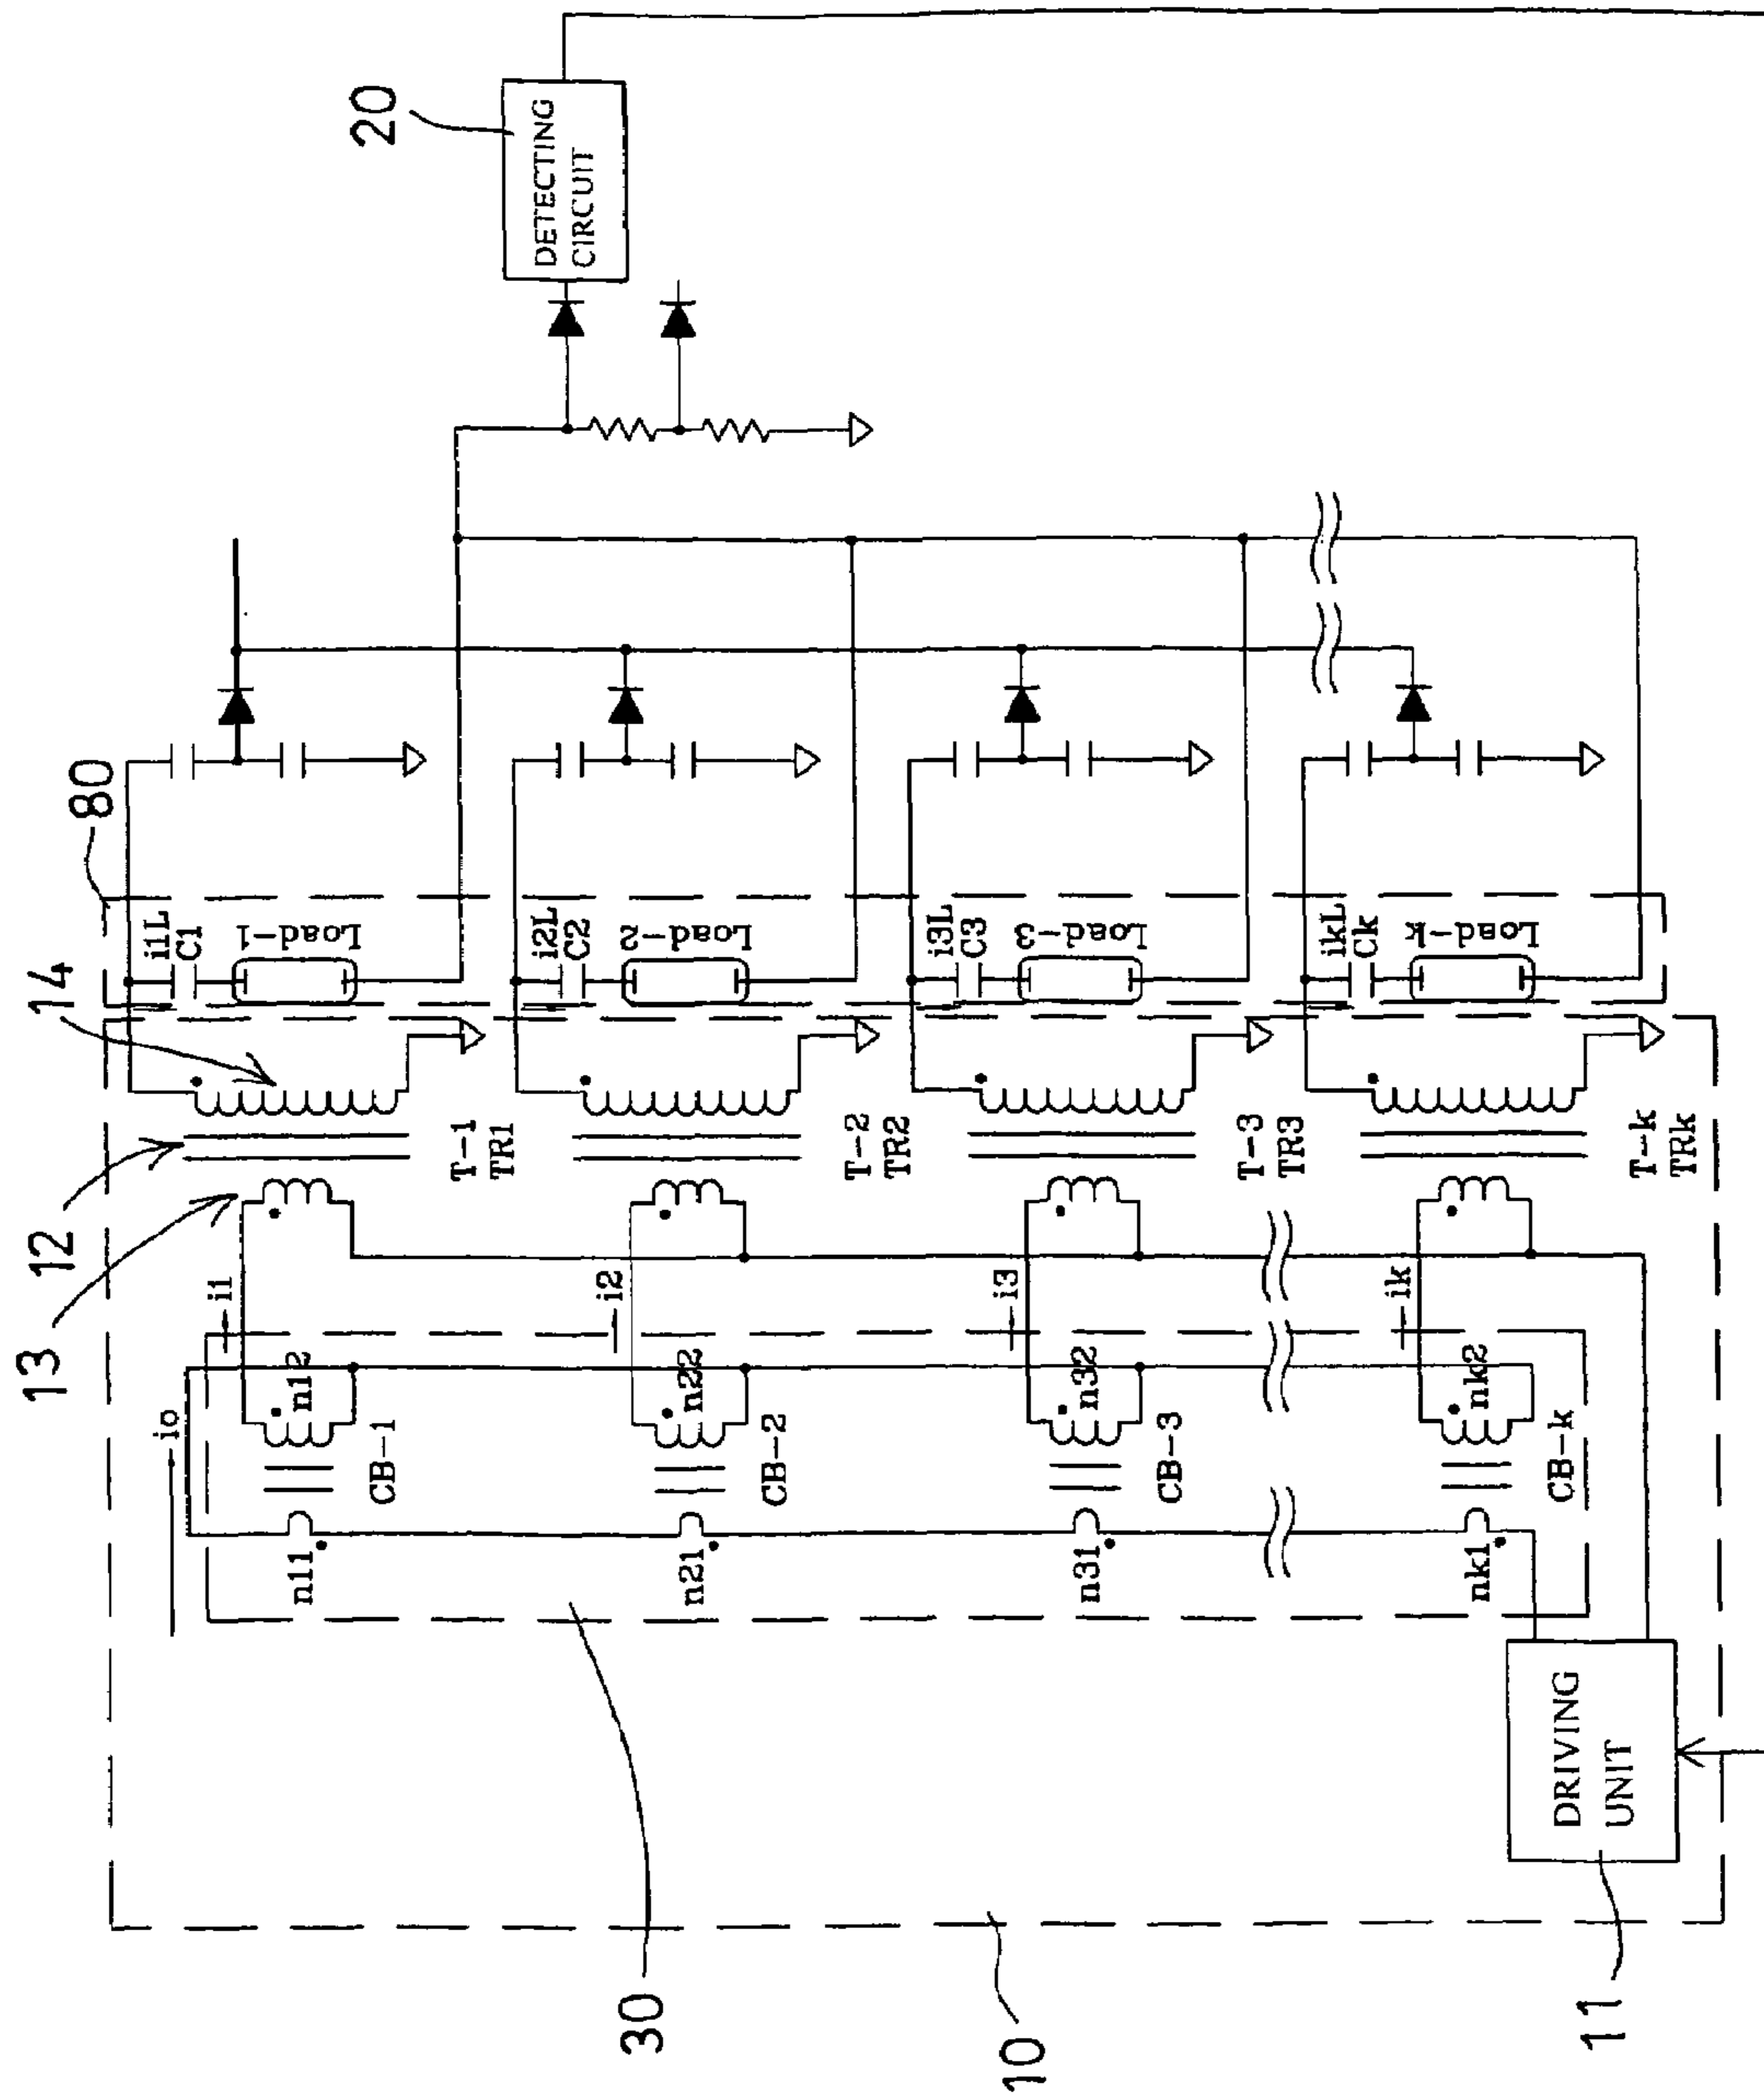 20
DETECTING
CIRCUIT
80
14
12
13
i1L
C1
Load-1
i2L
C2
Load-2
i3L
C3
Load-3
ikL
Ck
Load-k
T-1
TR1
T-2
TR2
T-3
TR3
T-k
TRk
i1
i2
i3
ik
io
n12
n22
n32
nk2
CB-1
CB-2
CB-3
CB-k
n11
n21
n31
nk1
DRIVING
UNIT
30
10
11